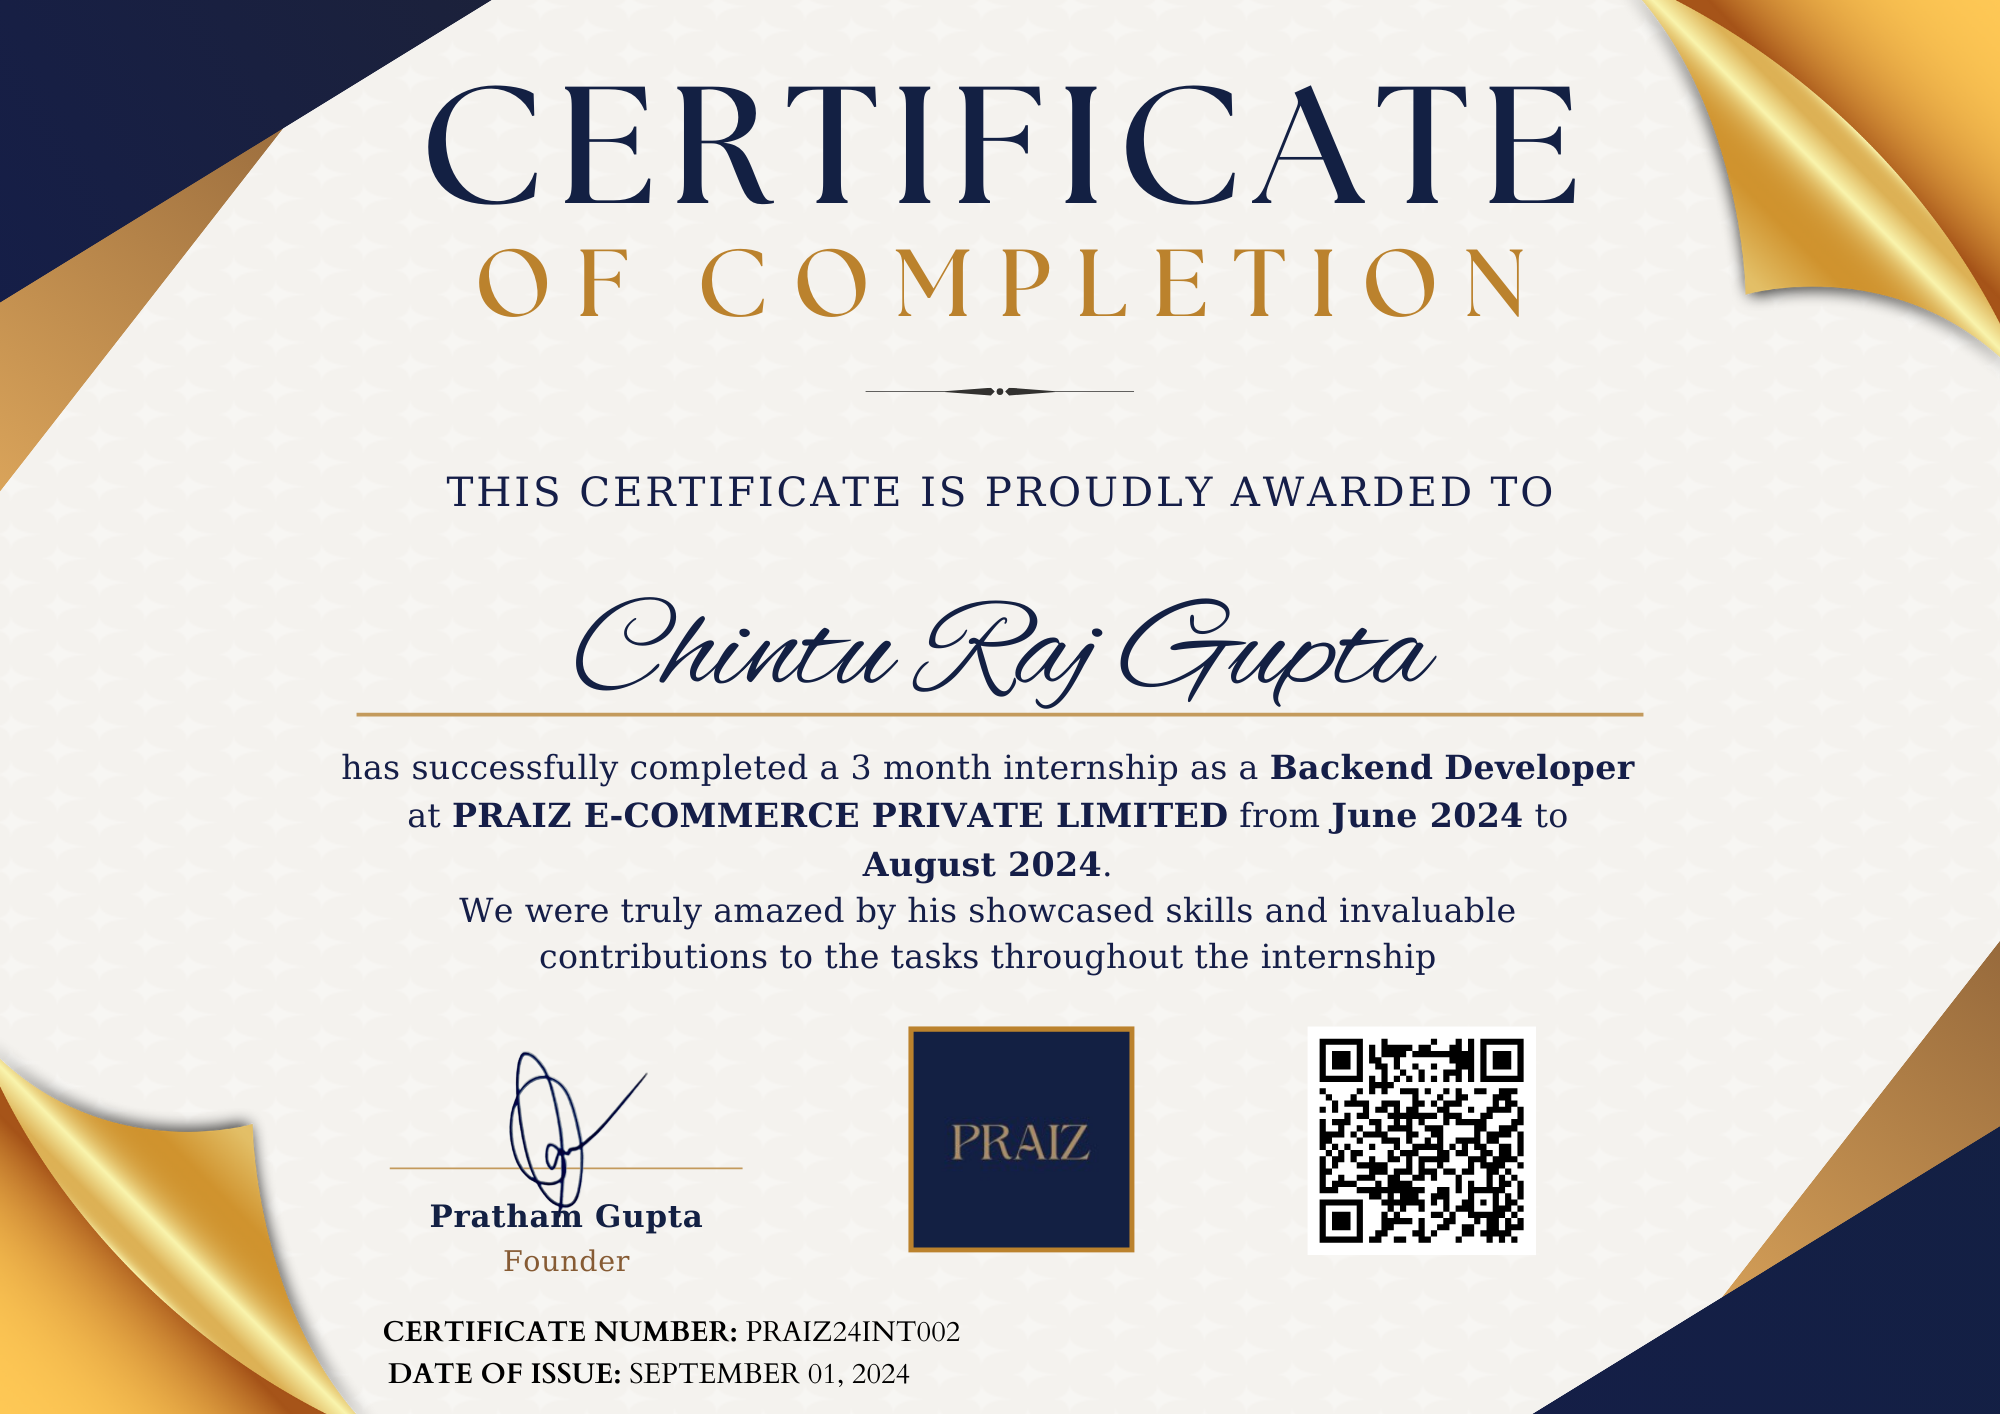 CERTIFICATE
OF COMPLETION
THIS CERTIFICATE IS PROUDLY AWARDED TO
Chintu Raj Gupta
has successfully completed a 3 month internship as a Backend Developer
at PRAIZ E-COMMERCE PRIVATE LIMITED from June 2024 to
August 2024.
We were truly amazed by his showcased skills and invaluable
contributions to the tasks throughout the internship
PRAIZ
Pratham Gupta
Founder
CERTIFICATE NUMBER: PRAIZ24INT002
DATE OF ISSUE: SEPTEMBER 01, 2024